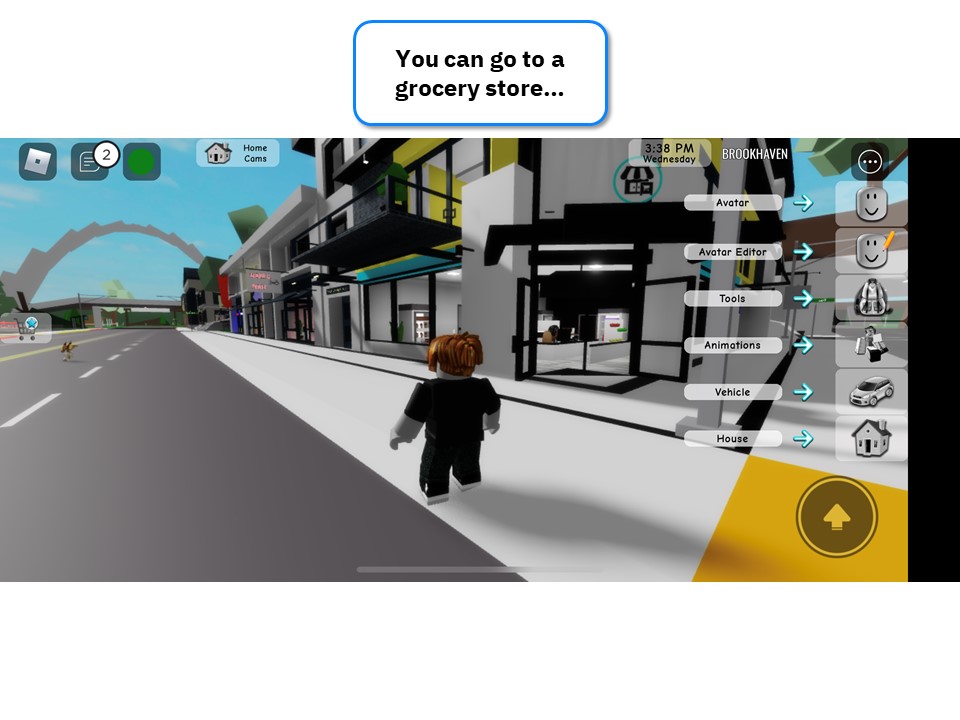 You can go to a
grocery store...
2
Home
Cams
3:38 PM
Wednesday
BROOKHAVEN
Avatar
Avatar Editor
Tools
Animations
Vehicle
House